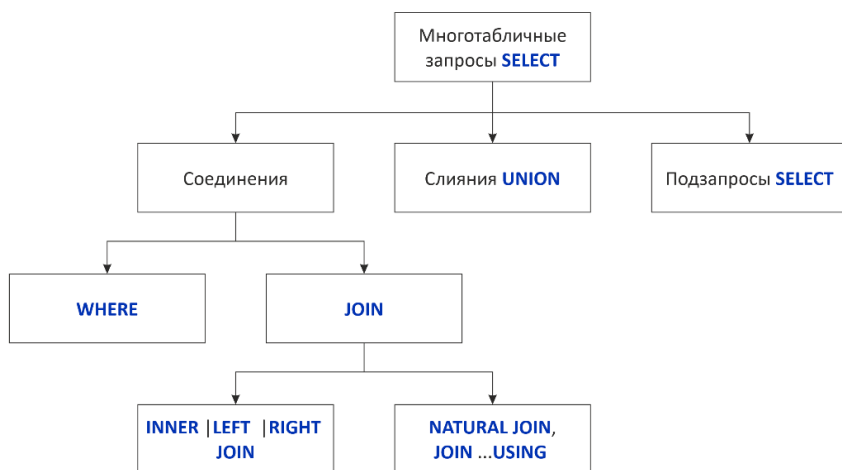 Многотабличные
запросы SELECT
Соединения
Слияния UNION
Подзапросы SELECT
WHERE
JOIN
INNER |LEFT |RIGHT
JOIN
NATURAL JOIN,
JOIN ...USING